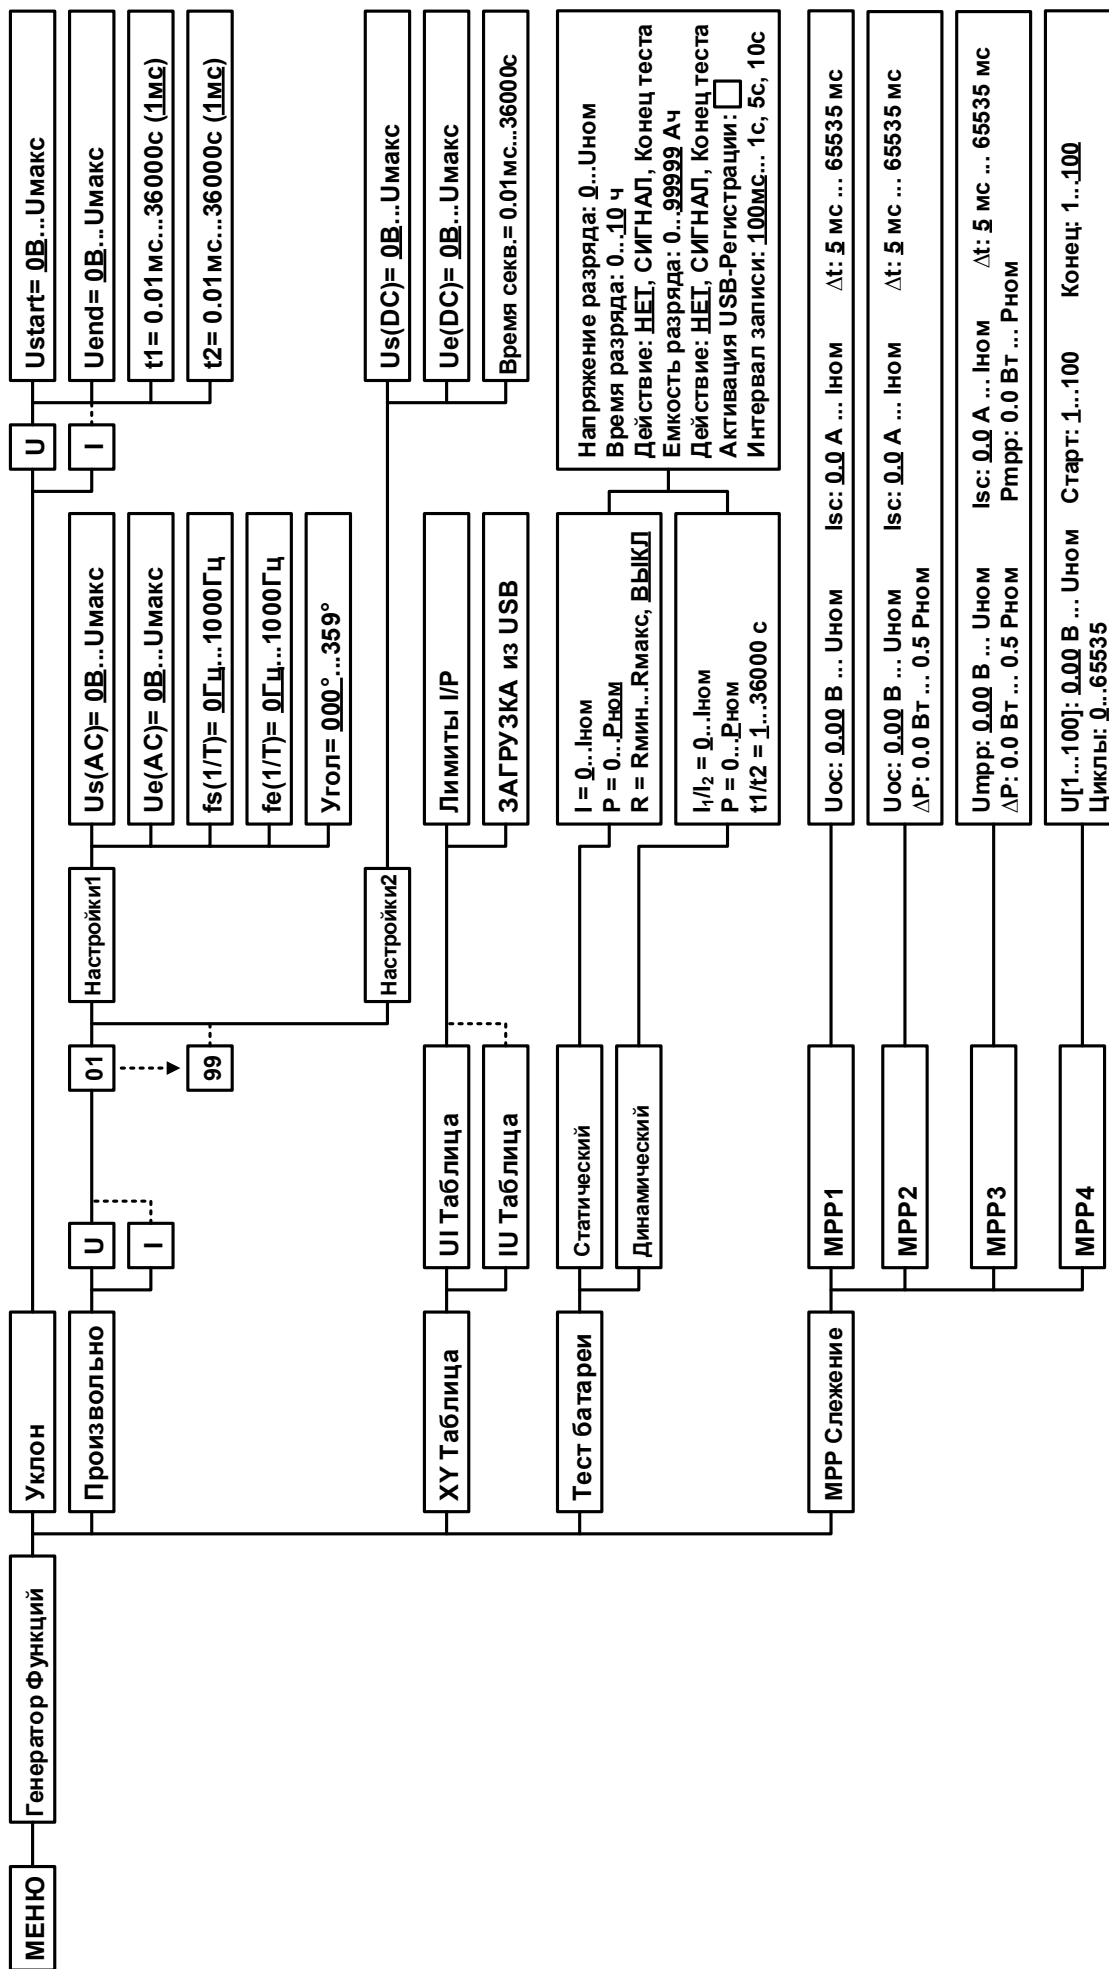 МЕНЮ
Генератор Функций
Уклон
U
I
Ustart= 0В...Uмакс
Uend= 0В...Uмакс
t1= 0.01мс...36000с (1мс)
t2= 0.01мс...36000с (1мс)
Произвольно
U
I
01
99
Настройки1
Us(AC)= 0В...Uмакс
Ue(AC)= 0В...Uмакс
fs(1/T)= 0Гц...1000Гц
fe(1/T)= 0Гц...1000Гц
Угол= 000°...359°
Настройки2
Us(DC)= 0В...Uмакс
Ue(DC)= 0В...Uмакс
Время секв.= 0.01мс...36000с
XY Таблица
UI Таблица
IU Таблица
Лимиты I/P
ЗАГРУЗКА из USB
Тест батареи
Статический
Динамический
I = 0...Iном
P = 0...Pном
R = Rмин...Rмакс, ВЫКЛ
I₁/I₂ = 0...Iном
P = 0...Pном
t1/t2 = 1...36000 с
Напряжение разряда: 0...Uном
Время разряда: 0...10 ч
Действие: НЕТ, СИГНАЛ, Конец теста
Емкость разряда: 0...99999 Ач
Действие: НЕТ, СИГНАЛ, Конец теста
Активация USB-Регистрации:
Интервал записи: 100мс... 1с, 5с, 10с
MPP Слежение
MPP1
Uoc: 0.00 В ... Uном Isc: 0.0 А ... Iном Δt: 5 мс ... 65535 мс
MPP2
Uoc: 0.00 В ... Uном Isc: 0.0 А ... Iном Δt: 5 мс ... 65535 мс
ΔP: 0.0 Вт ... 0.5 Pном
MPP3
Umpp: 0.00 В ... Uном Isc: 0.0 А ... Iном Δt: 5 мс ... 65535 мс
ΔP: 0.0 Вт ... 0.5 Pном Pmpp: 0.0 Вт ... Pном
MPP4
U[1...100]: 0.00 В ... Uном Старт: 1...100 Конец: 1...100
Циклы: 0...65535